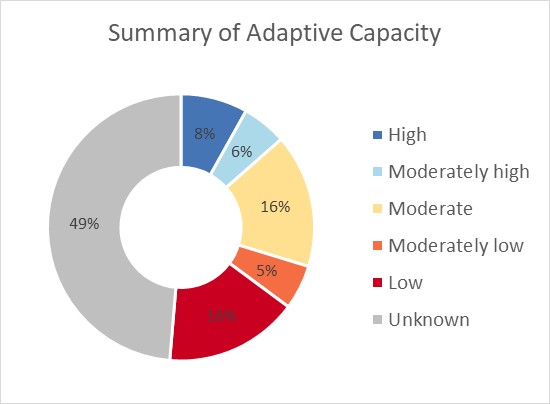 Summary of Adaptive Capacity
8%
6%
16%
5%
16%
49%
High
Moderately high
Moderate
Moderately low
Low
Unknown